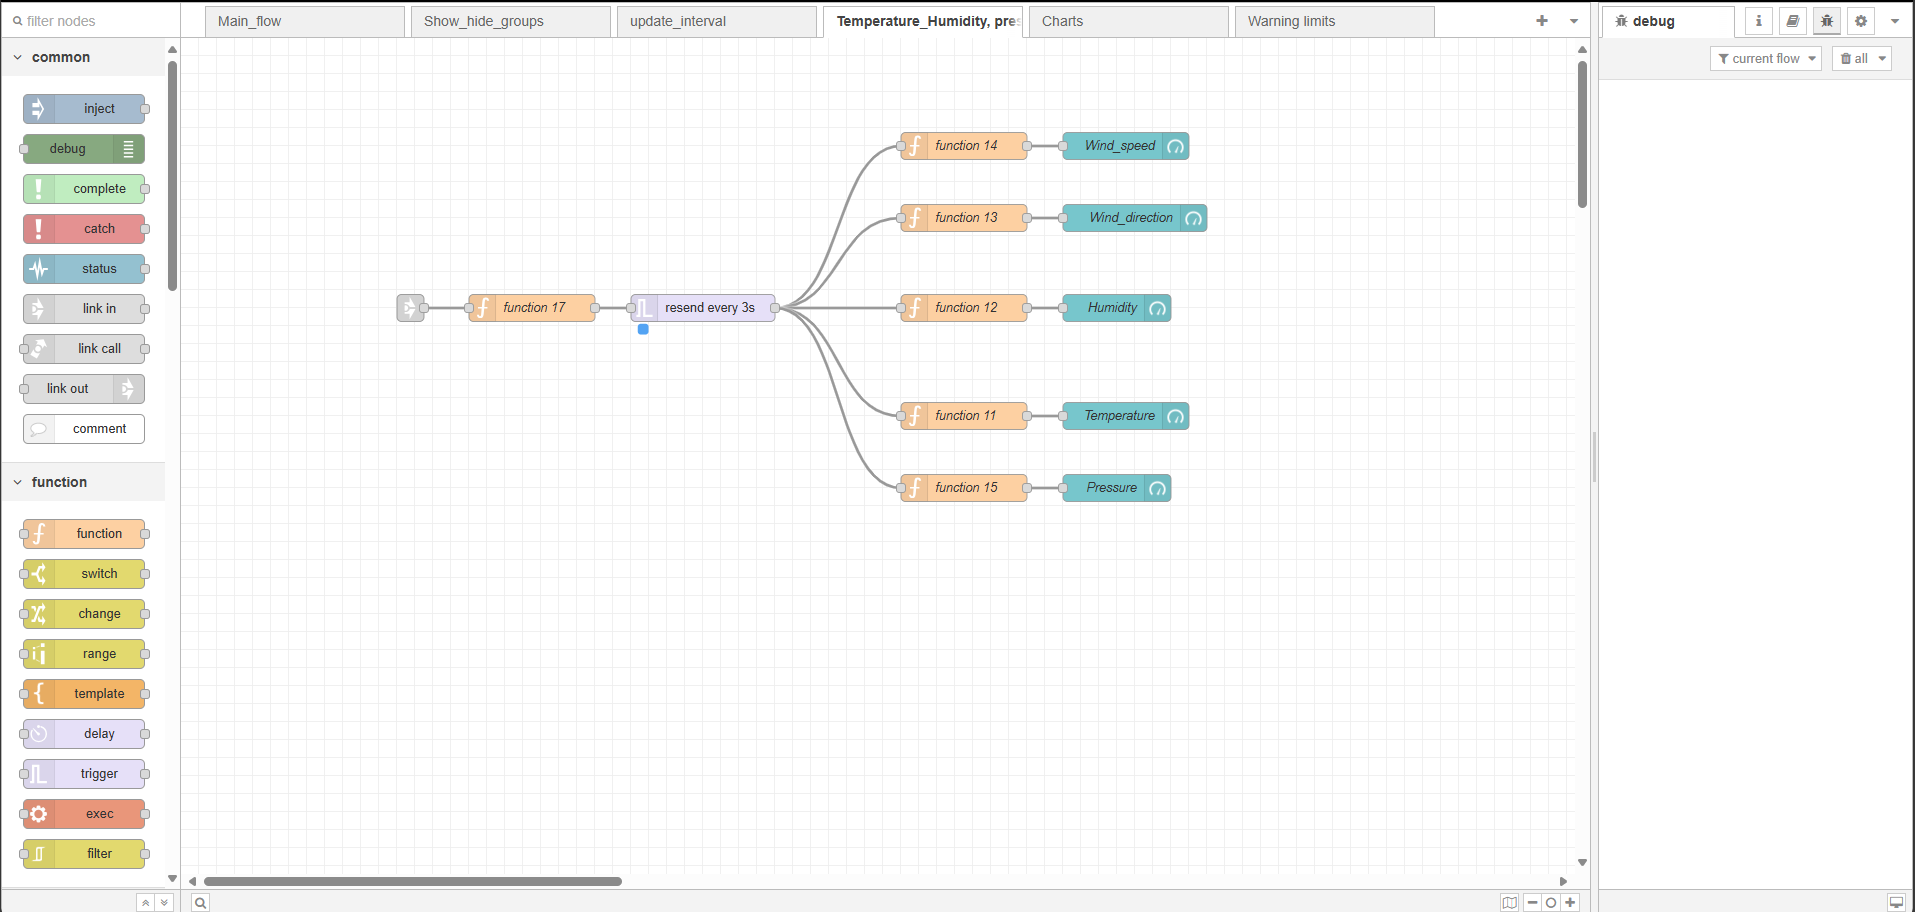 filter nodes
Main_flow
Show_hide_groups
update_interval
Temperature_Humidity, pres
Charts
Warning limits
debug
current flow
all
common
inject
debug
complete
catch
status
link in
link call
link out
comment
function
function
switch
change
range
template
delay
trigger
exec
filter
function 17
resend every 3s
function 14
Wind_speed
function 13
Wind_direction
function 12
Humidity
function 11
Temperature
function 15
Pressure